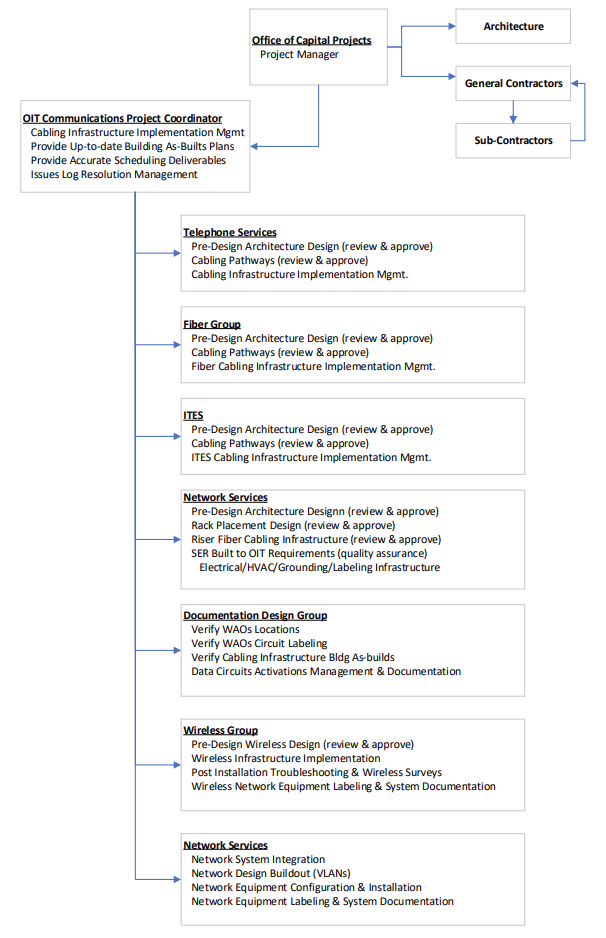 Office of Capital Projects
Project Manager
Architecture
General Contractors
Sub-Contractors
OIT Communications Project Coordinator
Cabling Infrastructure Implementation Mgmt
Provide Up-to-date Building As-Builts Plans
Provide Accurate Scheduling Deliverables
Issues Log Resolution Management
Telephone Services
Pre-Design Architecture Design (review & approve)
Cabling Pathways (review & approve)
Cabling Infrastructure Implementation Mgmt.
Fiber Group
Pre-Design Architecture Design (review & approve)
Cabling Pathways (review & approve)
Fiber Cabling Infrastructure Implementation Mgmt.
ITES
Pre-Design Architecture Design (review & approve)
Cabling Pathways (review & approve)
ITES Cabling Infrastructure Implementation Mgmt.
Network Services
Pre-Design Architecture Designn (review & approve)
Rack Placement Design (review & approve)
Riser Fiber Cabling Infrastructure (review & approve)
SER Built to OIT Requirements (quality assurance)
Electrical/HVAC/Grounding/Labeling Infrastructure
Documentation Design Group
Verify WAOs Locations
Verify WAOs Circuit Labeling
Verify Cabling Infrastructure Bldg As-builds
Data Circuits Activations Management & Documentation
Wireless Group
Pre-Design Wireless Design (review & approve)
Wireless Infrastructure Implementation
Post Installation Troubleshooting & Wireless Surveys
Wireless Network Equipment Labeling & System Documentation
Network Services
Network System Integration
Network Design Buildout (VLANs)
Network Equipment Configuration & Installation
Network Equipment Labeling & System Documentation